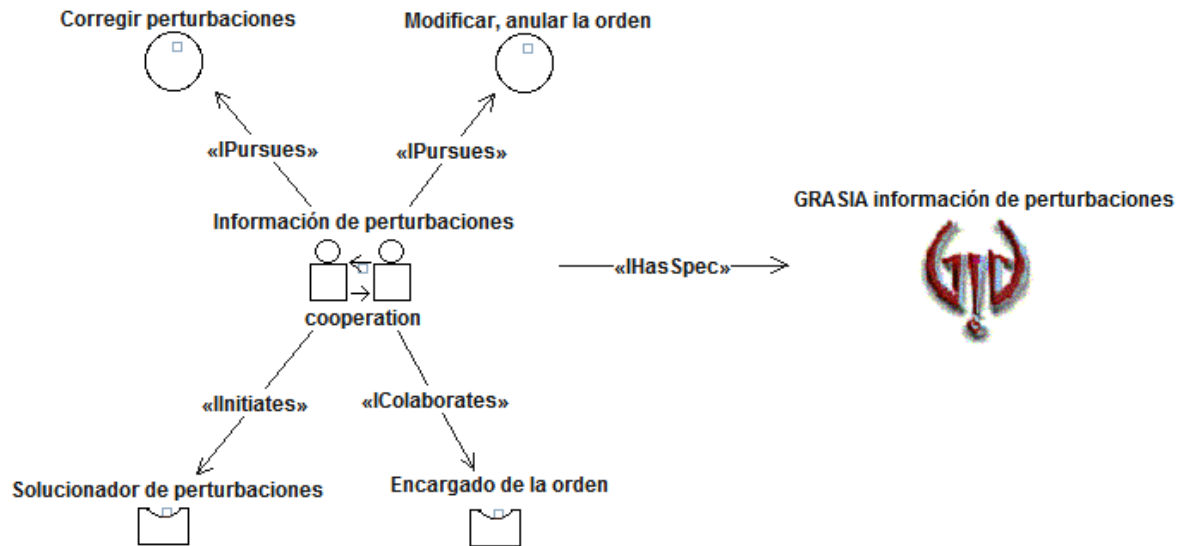 Corregir perturbaciones
Modificar, anular la orden
«IPursues»
«IPursues»
Información de perturbaciones
cooperation
«IHasSpec»
GRASIA información de perturbaciones
«IInitiates»
«IColaborates»
Solucionador de perturbaciones
Encargado de la orden